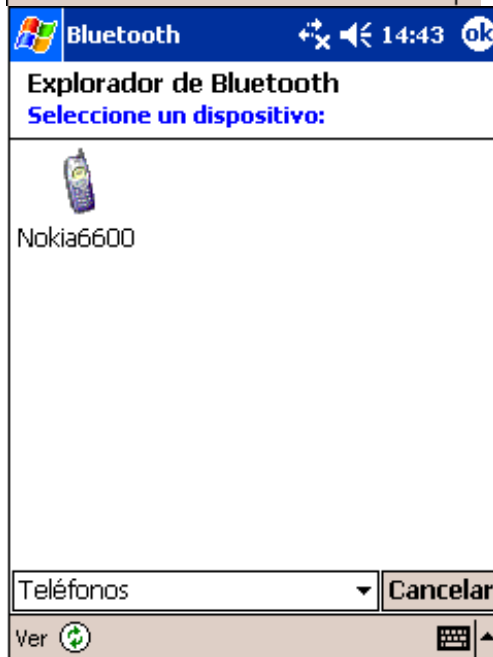 Bluetooth 14:43 ok
Explorador de Bluetooth
Seleccione un dispositivo:
Nokia6600
Teléfonos Cancelar
Ver